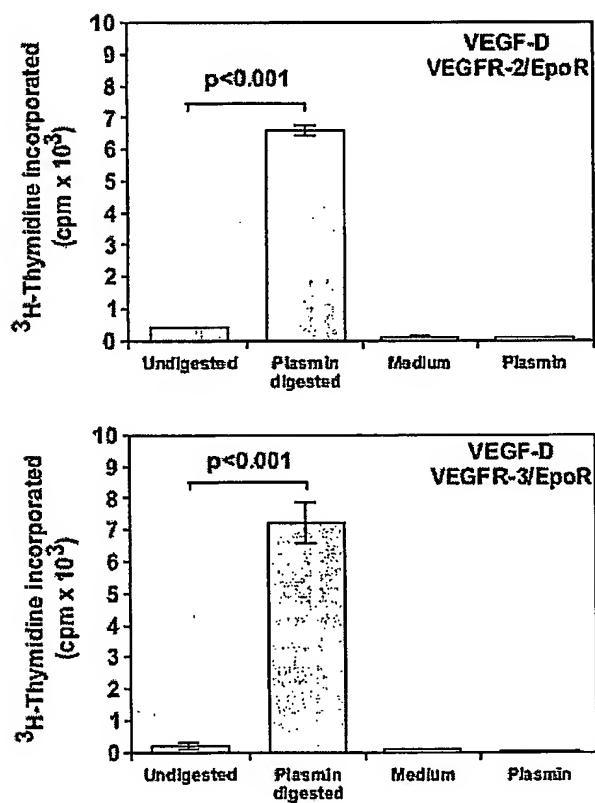 VEGF-D
VEGFR-2/EpoR
p<0.001
³H-Thymidine incorporated
(cpm x 10³)
10
9
8
7
6
5
4
3
2
1
0
Undigested
Plasmin
digested
Medium
Plasmin
VEGF-D
VEGFR-3/EpoR
p<0.001
³H-Thymidine incorporated
(cpm x 10³)
10
9
8
7
6
5
4
3
2
1
0
Undigested
Plasmin
digested
Medium
Plasmin